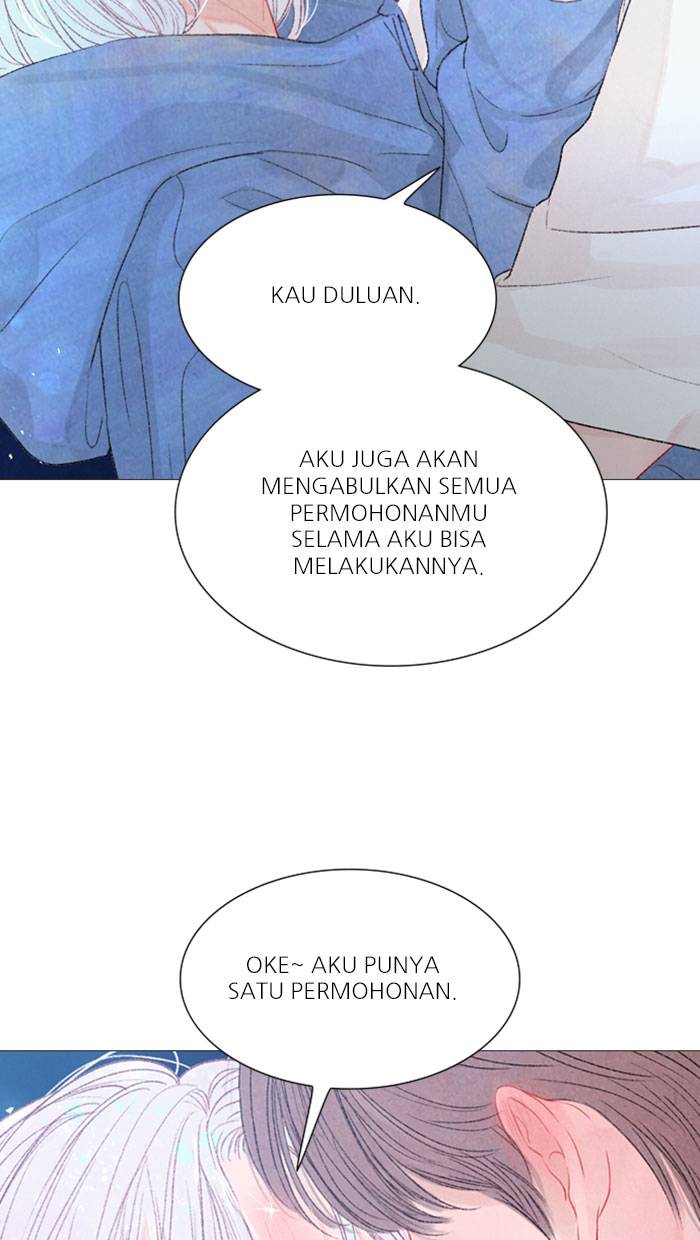 KAU DULUAN.
AKU JUGA AKAN
MENGABULKAN SEMUA
PERMOHONANMU
SELAMA AKU BISA
MELAKUKANNYA.
OKE~ AKU PUNYA
SATU PERMOHONAN.